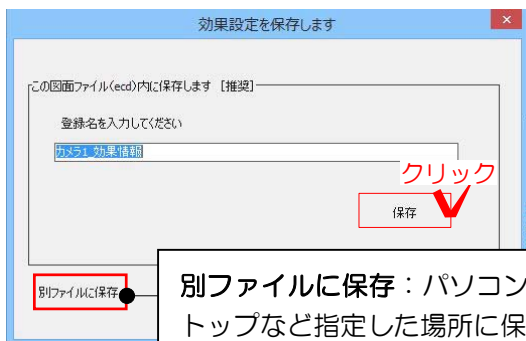 効果設定を保存します
この図面ファイル(ecd)内に保存します [推奨]
登録名を入力してください
カメラ1_効果情報
クリック
保存
別ファイルに保存
別ファイルに保存：パソコン
トップなど指定した場所に保